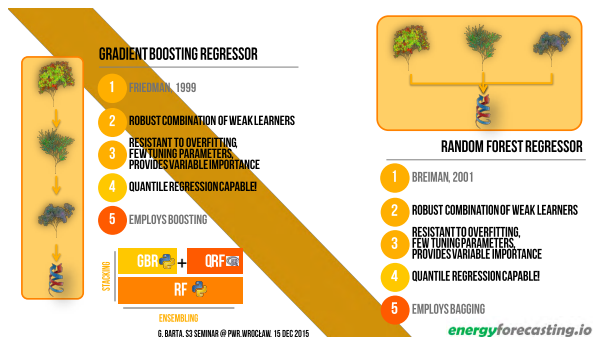 GRADIENT BOOSTING REGRESSOR
1 FRIEDMAN, 1999
2 ROBUST COMBINATION OF WEAK LEARNERS
3 RESISTANT TO OVERFITTING,
FEW TUNING PARAMETERS,
PROVIDES VARIABLE IMPORTANCE
4 QUANTILE REGRESSION CAPABLE!
5 EMPLOYS BOOSTING
STACKING
GBR + QRF
RF
ENSEMBLING
G. BARTA, S3 SEMINAR @ PWR.WROCŁAW, 15 DEC 2015
RANDOM FOREST REGRESSOR
1 BREIMAN, 2001
2 ROBUST COMBINATION OF WEAK LEARNERS
3 RESISTANT TO OVERFITTING,
FEW TUNING PARAMETERS,
PROVIDES VARIABLE IMPORTANCE
4 QUANTILE REGRESSION CAPABLE!
5 EMPLOYS BAGGING
energyforecasting.io